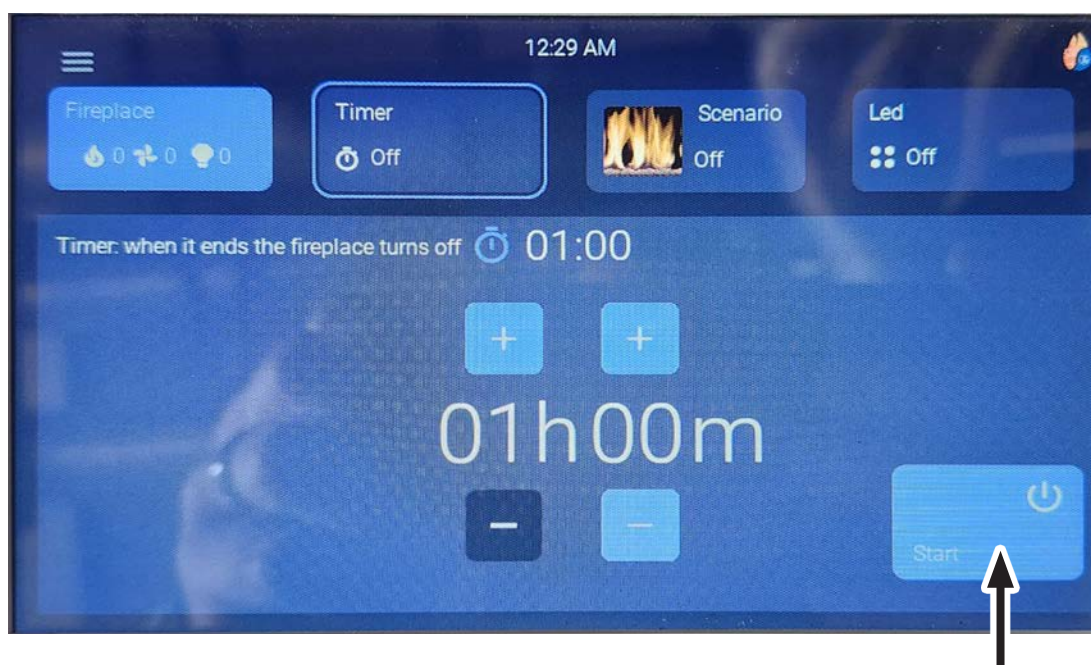 12:29 AM
Fireplace
0 0 0
Timer
Off
Scenario
Off
Led
Off
Timer: when it ends the fireplace turns off 01:00
+ +
01h00m
- -
Start